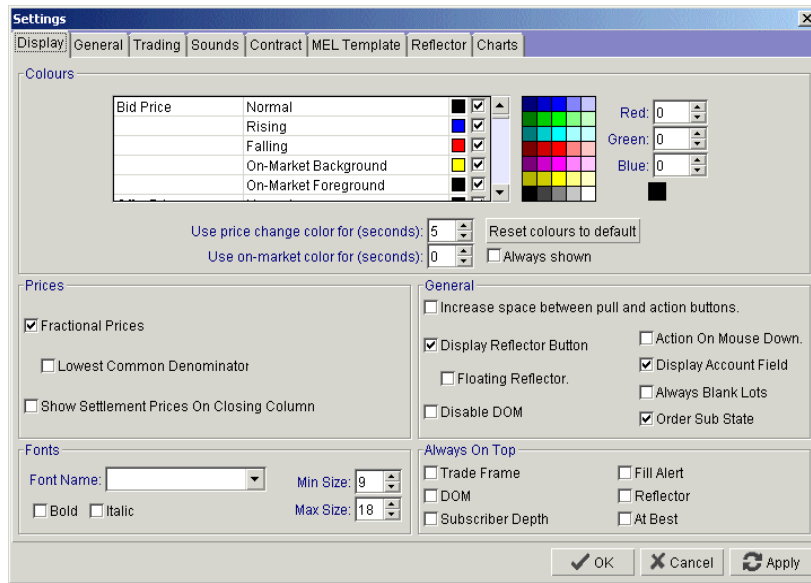 Settings
Display General Trading Sounds Contract MEL Template Reflector Charts
Colours
Bid Price Normal
Rising
Falling
On-Market Background
On-Market Foreground
Red: 0
Green: 0
Blue: 0
Use price change color for (seconds): 5 Reset colours to default
Use on-market color for (seconds): 0 Always shown
Prices
Fractional Prices
Lowest Common Denominator
Show Settlement Prices On Closing Column
General
Increase space between pull and action buttons.
Display Reflector Button
Floating Reflector.
Disable DOM
Action On Mouse Down.
Display Account Field
Always Blank Lots
Order Sub State
Fonts
Font Name:
Min Size: 9
Bold Italic
Max Size: 18
Always On Top
Trade Frame Fill Alert
DOM Reflector
Subscriber Depth At Best
OK Cancel Apply